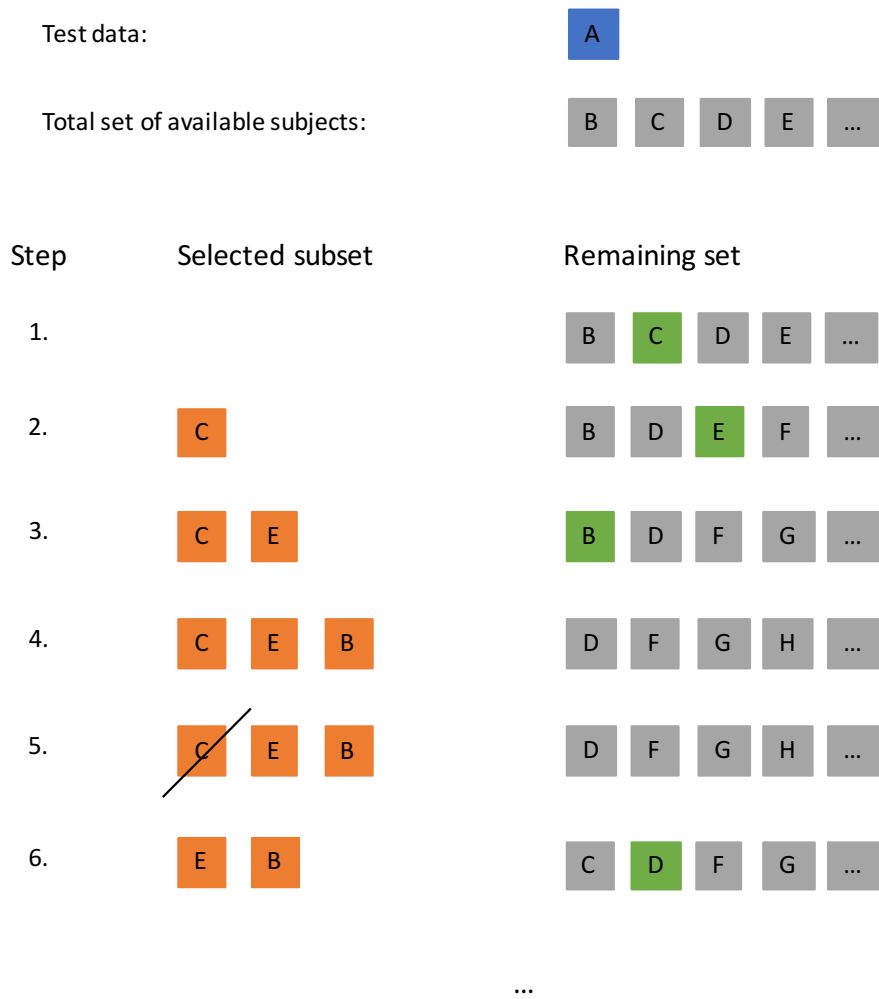 Test data: A
Total set of available subjects: B C D E ...
Step Selected subset Remaining set
1. B C D E ...
2. C B D E F ...
3. C E B D F G ...
4. C E B D F G H ...
5. C E B D F G H ...
6. E B C D F G ...
...